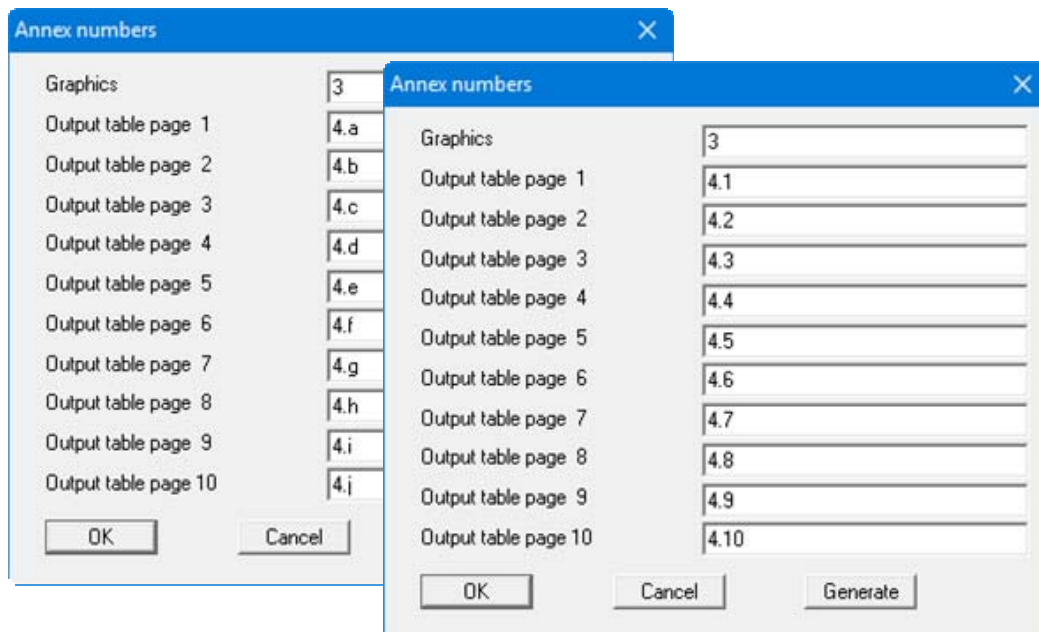 Annex numbers
Graphics 3
Output table page 1 4.a
Output table page 2 4.b
Output table page 3 4.c
Output table page 4 4.d
Output table page 5 4.e
Output table page 6 4.f
Output table page 7 4.g
Output table page 8 4.h
Output table page 9 4.i
Output table page 10 4.j
OK Cancel
Annex numbers
Graphics 3
Output table page 1 4.1
Output table page 2 4.2
Output table page 3 4.3
Output table page 4 4.4
Output table page 5 4.5
Output table page 6 4.6
Output table page 7 4.7
Output table page 8 4.8
Output table page 9 4.9
Output table page 10 4.10
OK Cancel Generate